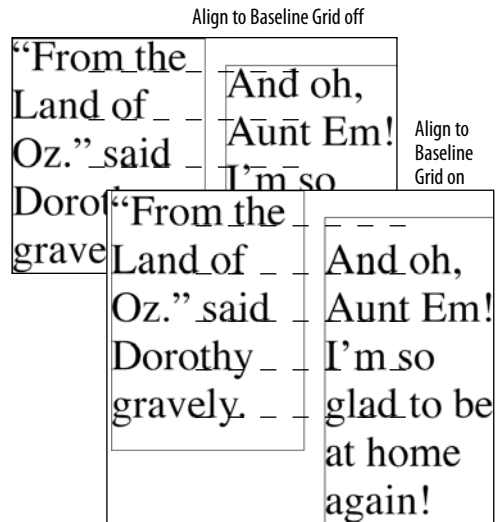 Align to Baseline Grid off
“From the
Land of
Oz.” said
grave
And oh,
Aunt Em!
I’m so
Align to
Baseline
Grid on
“From the
Land of
Oz.” said
Dorothy
gravely.
And oh,
Aunt Em!
I’m so
glad to be
at home
again!